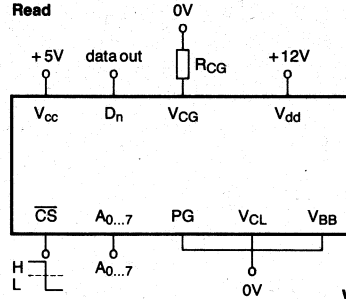 Read
0V
+5V data out R_CG +12V
V_cc D_n V_CG V_dd
C̅S̅ A_0...7 PG V_CL V_BB
H
L
A_0...7
0V